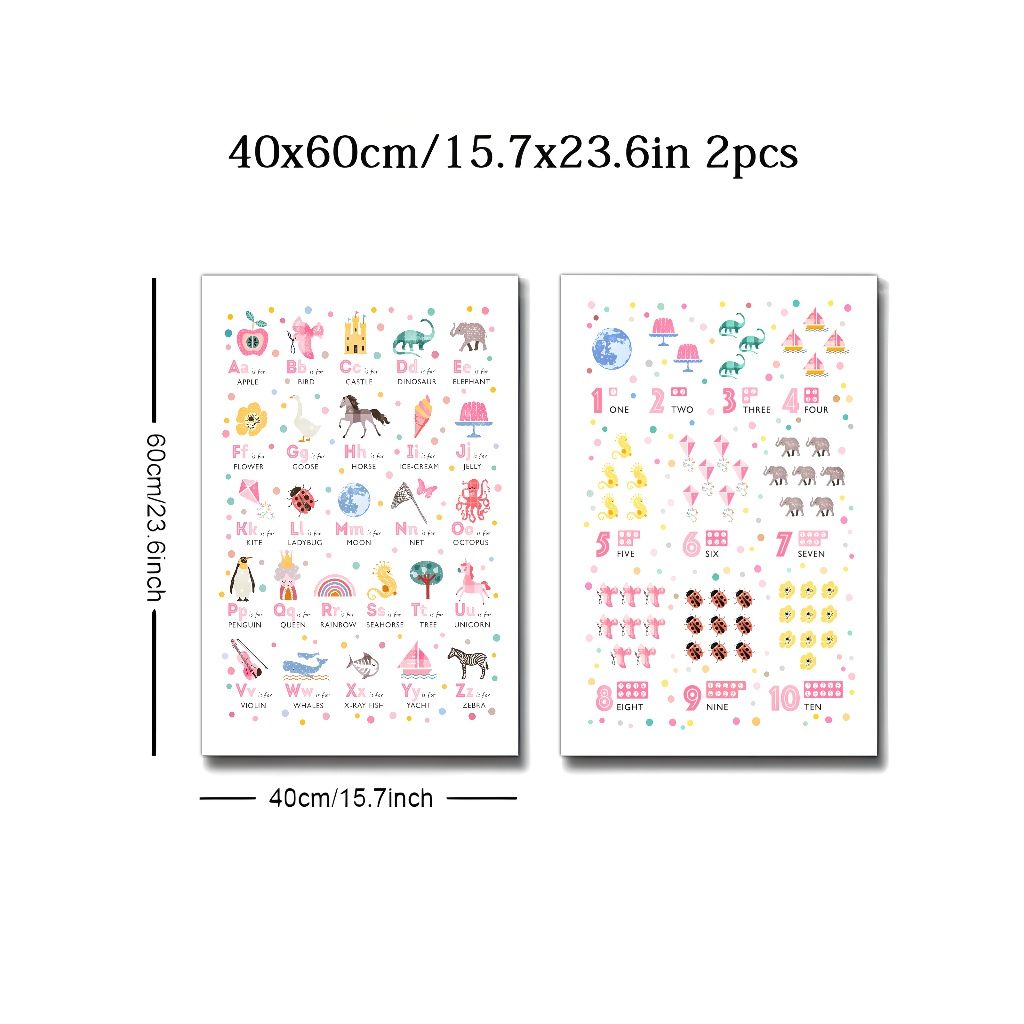 40x60cm/15.7x23.6in 2pcs
60cm/23.6inch
Aa is for Bb is for Cc is for Dd is for Ee is for
APPLE BIRD CASTLE DINOSAUR ELEPHANT
Ff is for Gg is for Hh is for Ii is for Jj is for
FLOWER GOOSE HORSE ICE-CREAM JELLY
Kk is for Ll is for Mm is for Nn is for Oo is for
KITE LADYBUG MOON NET OCTOPUS
Pp is for Qq is for Rr is for Ss is for Tt is for Uu is for
PENGUIN QUEEN RAINBOW SEAHORSE TREE UNICORN
Vv is for Ww is for Xx is for Yy is for Zz is for
VIOLIN WHALES X-RAY FISH YACHT ZEBRA
1 ONE 2 TWO 3 THREE 4 FOUR
5 FIVE 6 SIX 7 SEVEN
8 EIGHT 9 NINE 10 TEN
40cm/15.7inch